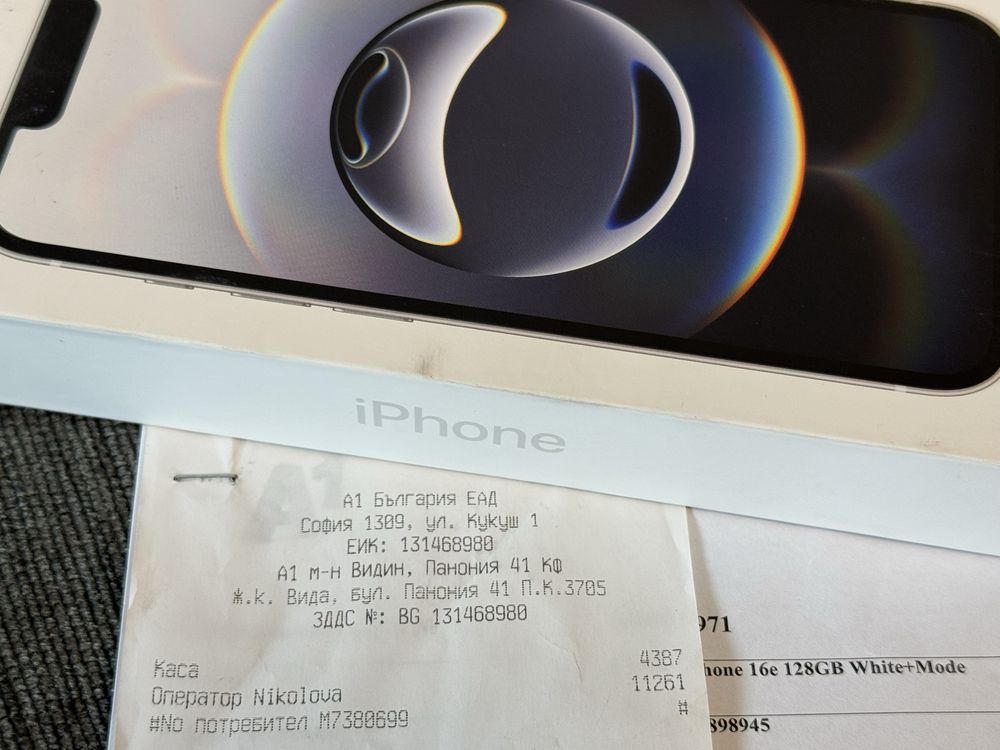 iPhone
A1
А1 България ЕАД
София 1309, ул. Кукуш 1
ЕИК: 131468980
А1 м-н Видин, Панония 41 КФ
ж.к. Вида, бул. Панония 41 П.К.3705
ЗДДС №: BG 131468980
Каса 4387
Оператор Nikolova 11261
#No потребител M7380699 #
971
hone 16e 128GB White+Mode
898945